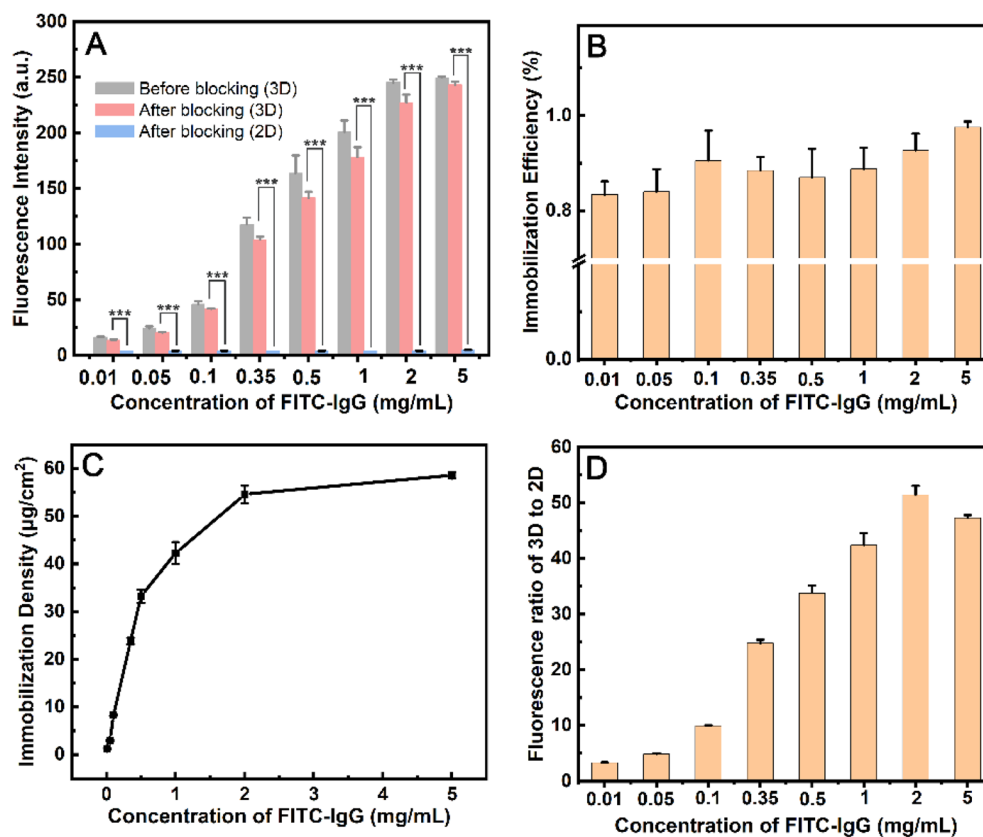 A
Fluorescence Intensity (a.u.)
300
250
200
150
100
50
0
Before blocking (3D)
After blocking (3D)
After blocking (2D)
*** *** *** *** *** *** *** ***
0.01 0.05 0.1 0.35 0.5 1 2 5
Concentration of FITC-IgG (mg/mL)
B
Immobilization Efficiency (%)
1.0
0.8
0.0
0.01 0.05 0.1 0.35 0.5 1 2 5
Concentration of FITC-IgG (mg/mL)
C
Immobilization Density (µg/cm²)
60
50
40
30
20
10
0
0 1 2 3 4 5
Concentration of FITC-IgG (mg/mL)
D
Fluorescence ratio of 3D to 2D
60
50
40
30
20
10
0
0.01 0.05 0.1 0.35 0.5 1 2 5
Concentration of FITC-IgG (mg/mL)